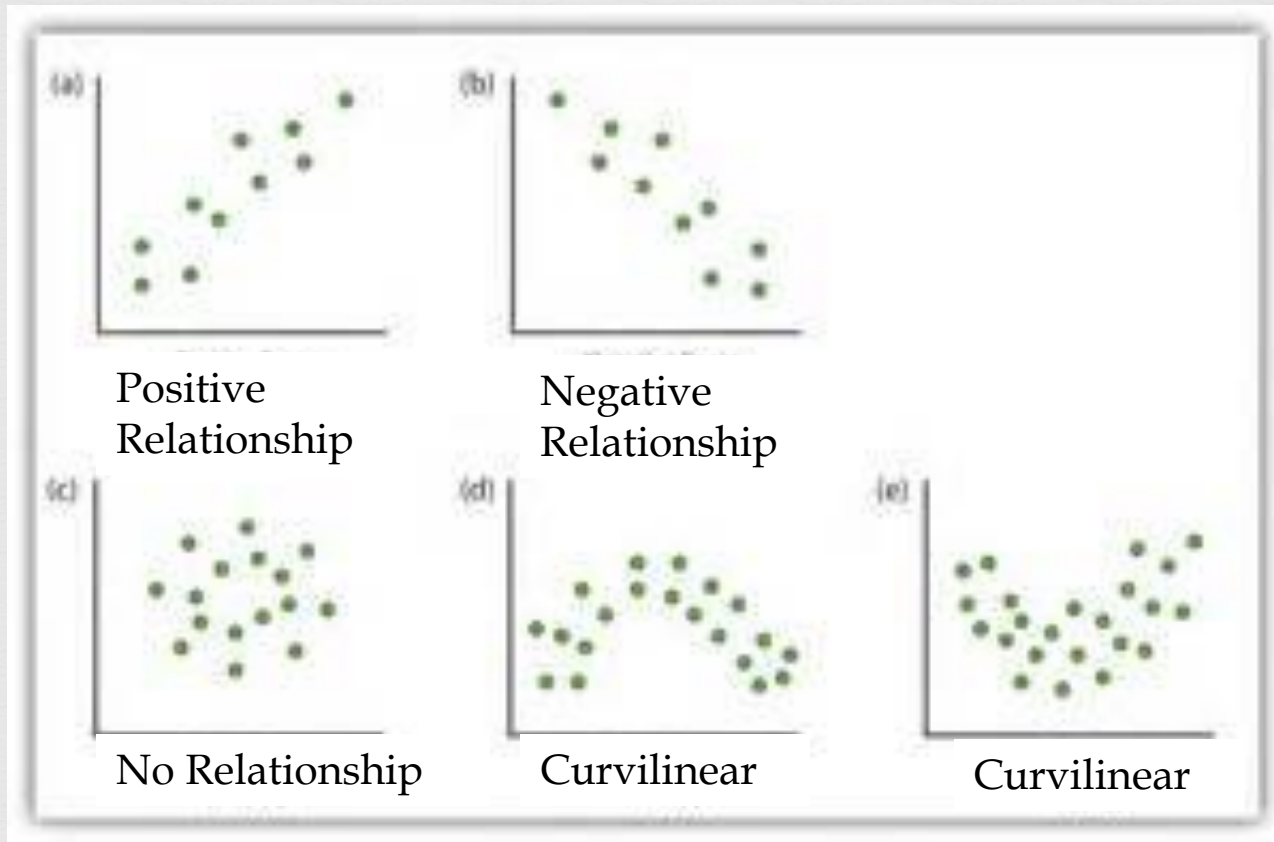 (a)
(b)
Positive
Relationship
Negative
Relationship
(c)
(d)
(e)
No Relationship
Curvilinear
Curvilinear